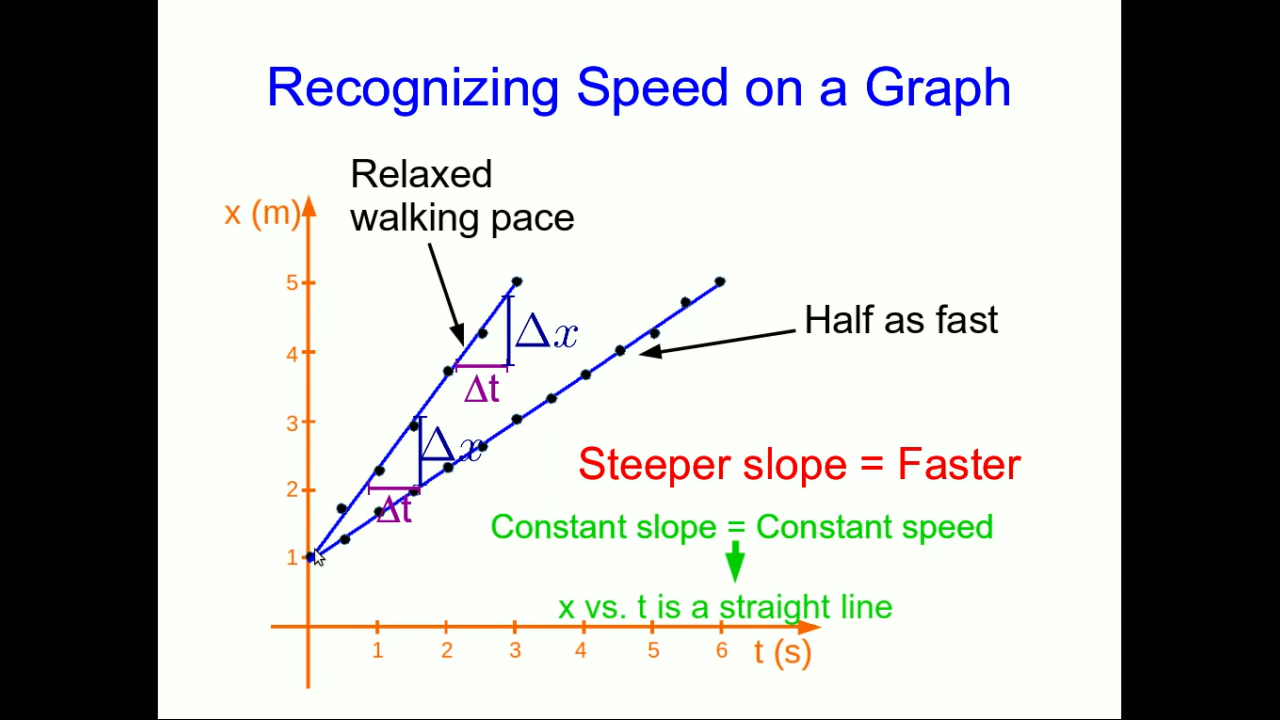 Recognizing Speed on a Graph
Relaxed
walking pace
x (m)
5
4
3
2
1
Δx
Δt
Δx
Δt
Half as fast
Steeper slope = Faster
Constant slope = Constant speed
x vs. t is a straight line
1 2 3 4 5 6 t (s)